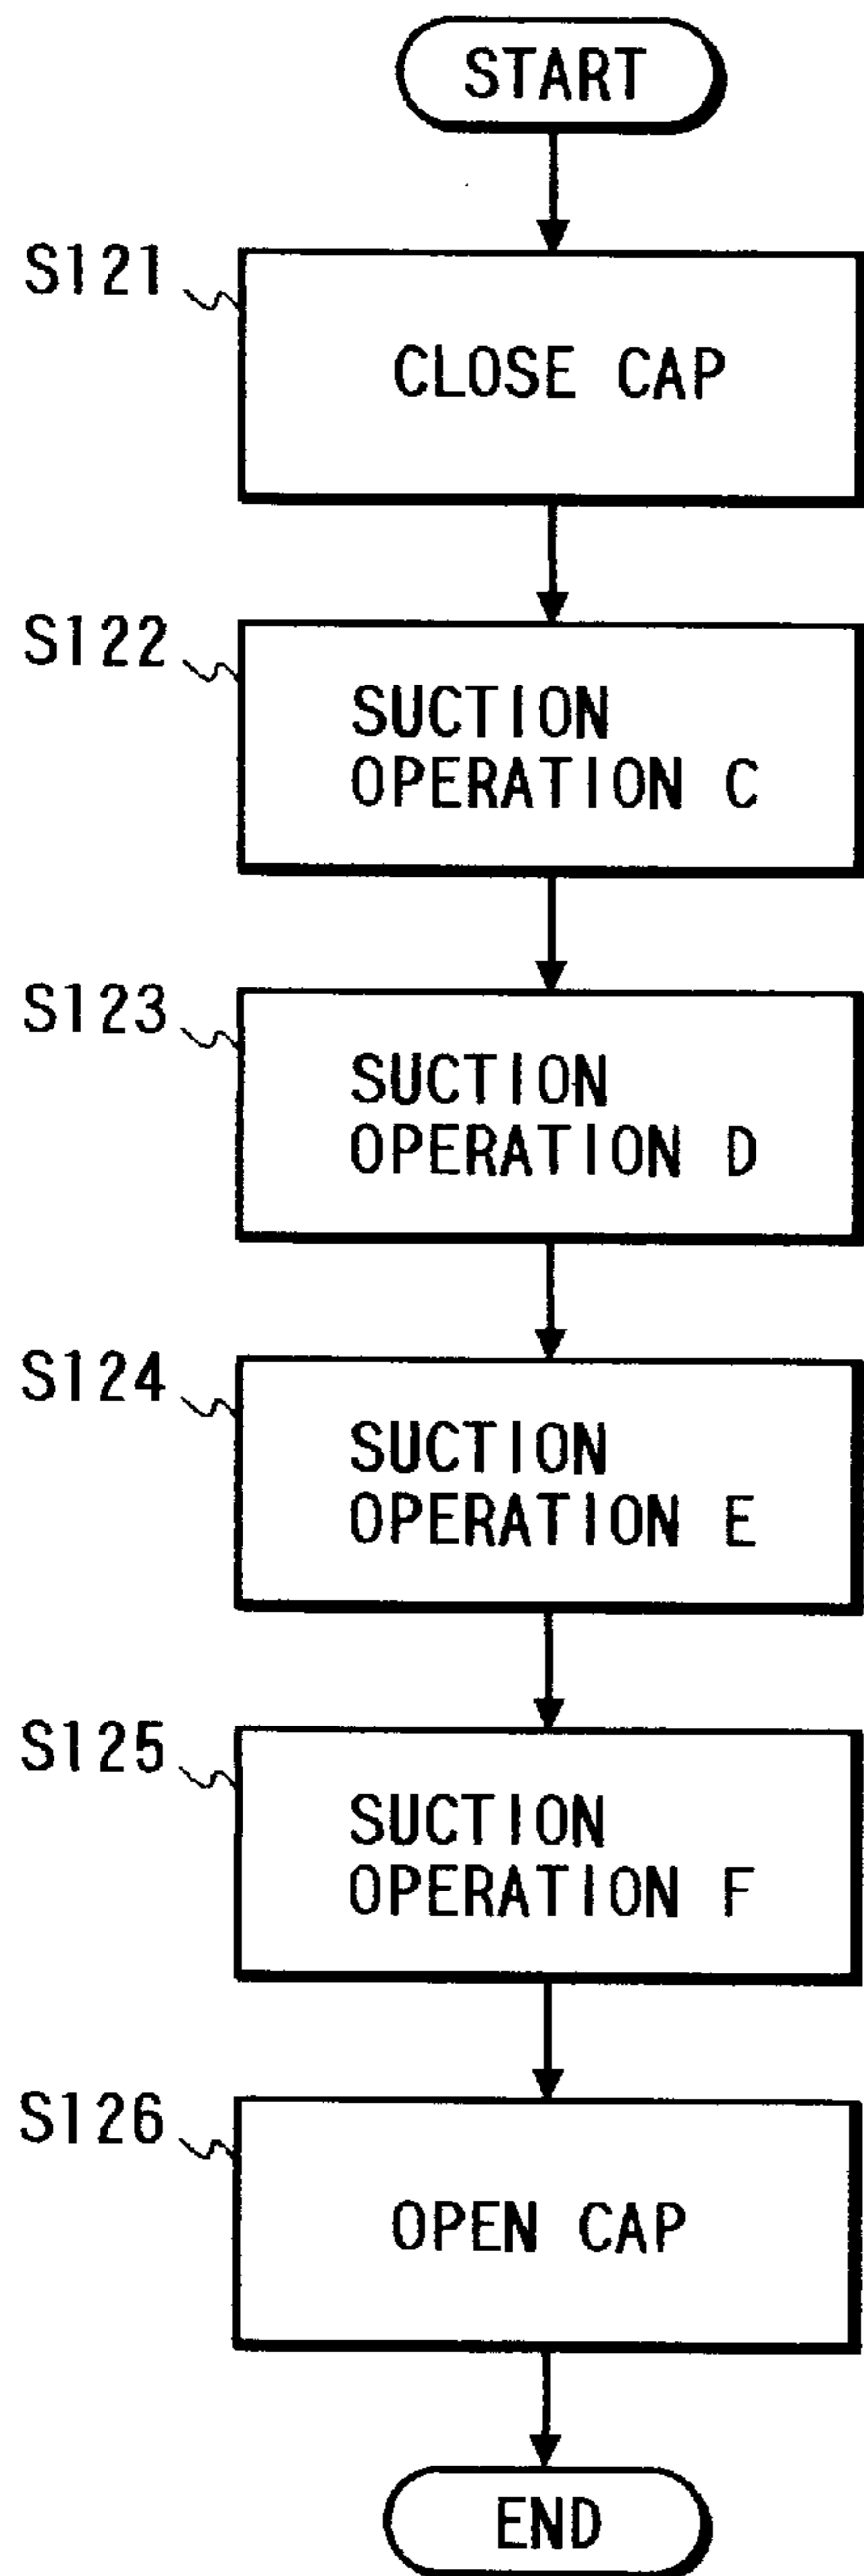 START
S121
CLOSE CAP
S122
SUCTION
OPERATION C
S123
SUCTION
OPERATION D
S124
SUCTION
OPERATION E
S125
SUCTION
OPERATION F
S126
OPEN CAP
END